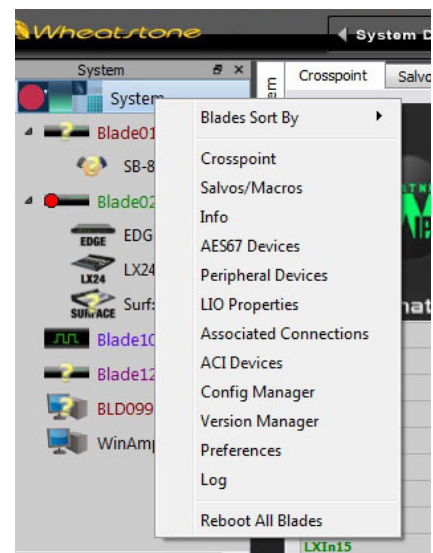 Wheatstone
System D
System
Crosspoint
Salvo
System
Blade01
SB-8
Blade02
EDGE EDG
LX24 LX24
SURFACE Surf
Blade10
Blade12
BLD099
WinAm
Blades Sort By
Crosspoint
Salvos/Macros
Info
AES67 Devices
Peripheral Devices
LIO Properties
Associated Connections
ACI Devices
Config Manager
Version Manager
Preferences
Log
Reboot All Blades
LXIn15